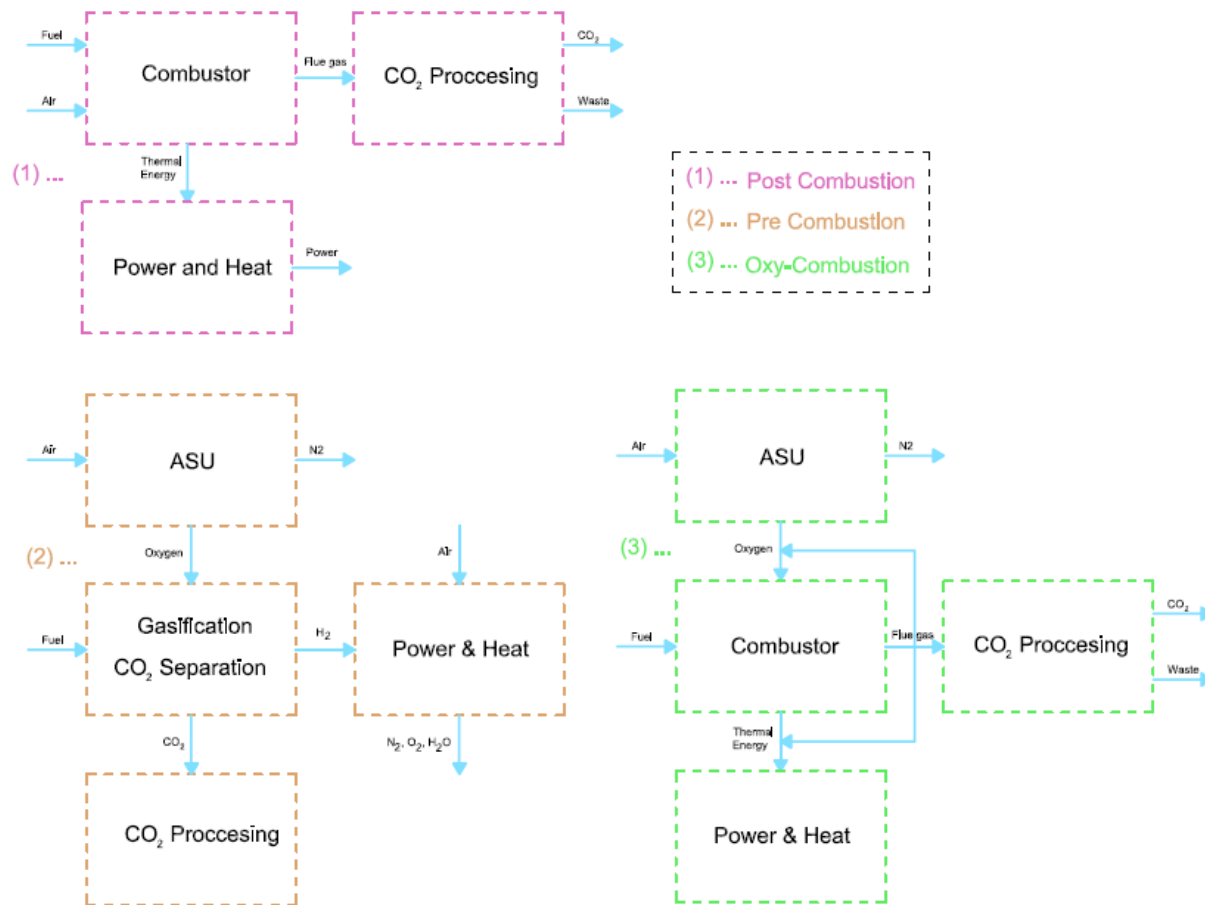 Fuel
Air
Combustor
Flue gas
CO₂ Proccesing
CO₂
Waste
Thermal
Energy
(1) ...
Power and Heat
Power
(1) ... Post Combustion
(2) ... Pre Combustion
(3) ... Oxy-Combustion
Air
ASU
N2
Oxygen
(2) ...
Air
Fuel
Gasification
CO₂ Separation
H₂
Power & Heat
CO₂
N₂, O₂, H₂O
CO₂ Proccesing
Air
ASU
N2
(3) ...
Oxygen
Fuel
Combustor
Flue gas
CO₂ Proccesing
CO₂
Waste
Thermal
Energy
Power & Heat